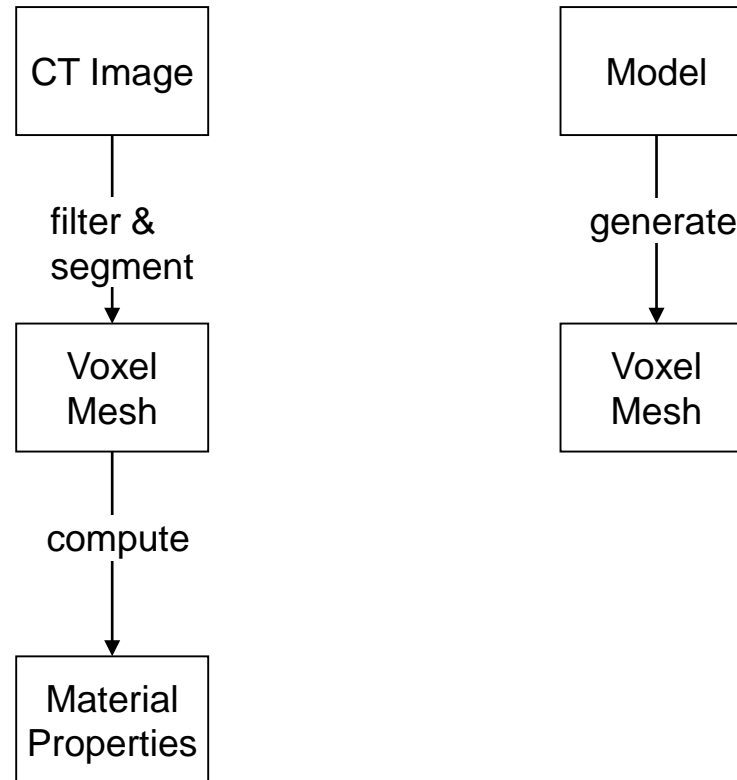 CT Image
filter &
segment
Voxel
Mesh
compute
Material
Properties
Model
generate
Voxel
Mesh